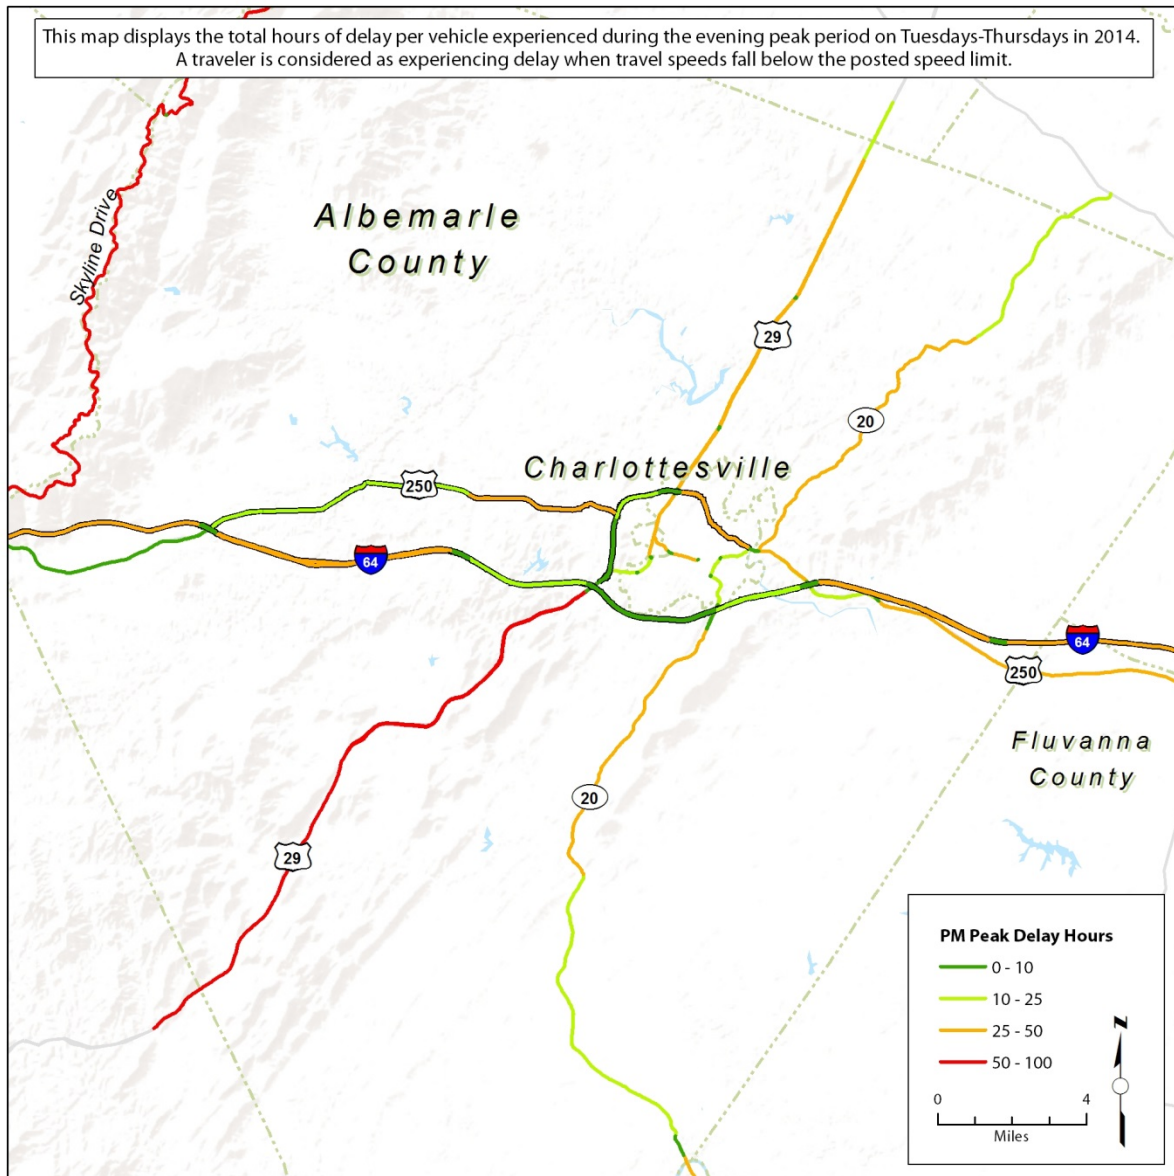 This map displays the total hours of delay per vehicle experienced during the evening peak period on Tuesdays-Thursdays in 2014.
A traveler is considered as experiencing delay when travel speeds fall below the posted speed limit.
Skyline Drive
Albemarle
County
29
20
Charlottesville
250
64
64
250
Fluvanna
County
20
29
PM Peak Delay Hours
0 - 10
10 - 25
25 - 50
50 - 100
N
0 4
Miles